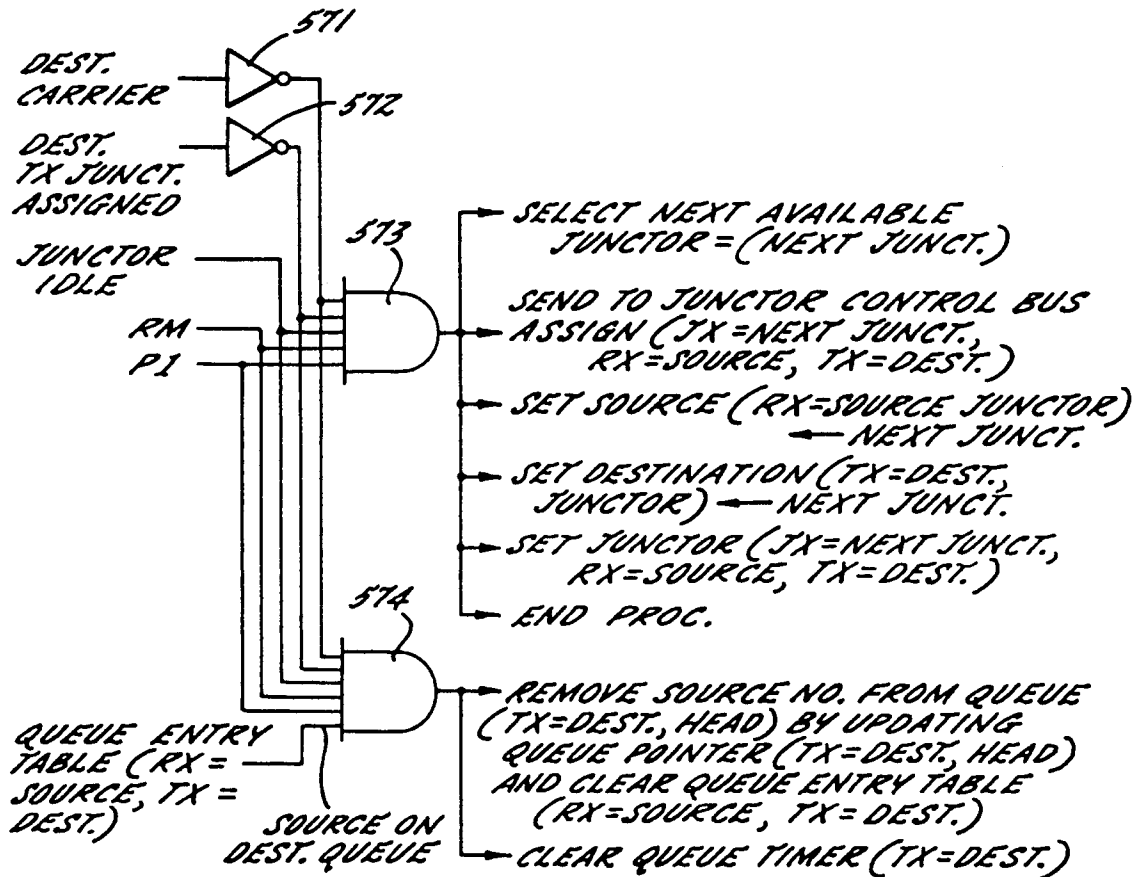 571
DEST.
CARRIER
572
DEST.
TX JUNCT.
ASSIGNED
573
JUNCTOR
IDLE
RM
P1
SELECT NEXT AVAILABLE
JUNCTOR = (NEXT JUNCT.)
SEND TO JUNCTOR CONTROL BUS
ASSIGN (JX=NEXT JUNCT.,
RX=SOURCE, TX=DEST.)
SET SOURCE (RX=SOURCE JUNCTOR)
← NEXT JUNCT.
SET DESTINATION (TX=DEST.,
JUNCTOR) ← NEXT JUNCT.
SET JUNCTOR (JX=NEXT JUNCT.,
RX=SOURCE, TX=DEST.)
END PROC.
574
QUEUE ENTRY
TABLE (RX =
SOURCE, TX =
DEST.)
SOURCE ON
DEST. QUEUE
REMOVE SOURCE NO. FROM QUEUE
(TX=DEST., HEAD) BY UPDATING
QUEUE POINTER (TX=DEST, HEAD)
AND CLEAR QUEUE ENTRY TABLE
(RX=SOURCE, TX=DEST.)
CLEAR QUEUE TIMER (TX=DEST.)